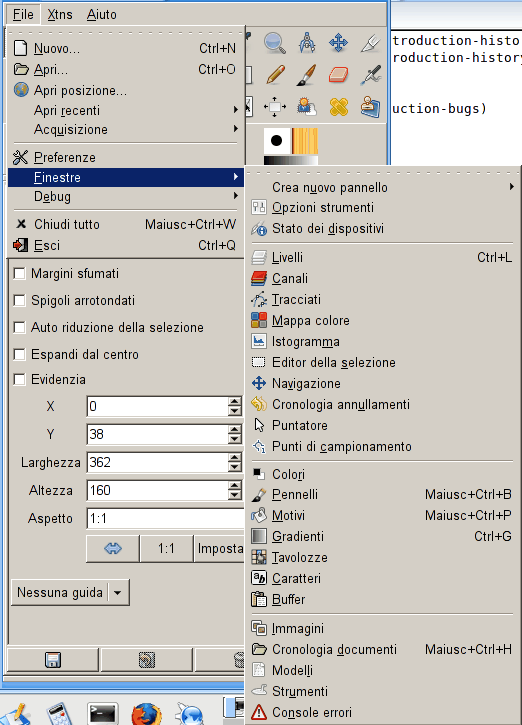 File Xtns Aiuto
Nuovo... Ctrl+N
Apri... Ctrl+O
Apri posizione...
Apri recenti
Acquisizione
Preferenze
Finestre
Debug
Chiudi tutto Maiusc+Ctrl+W
Esci Ctrl+Q
troduction-histo
roduction-history
uction-bugs)
Crea nuovo pannello
Opzioni strumenti
Stato dei dispositivi
Livelli Ctrl+L
Canali
Tracciati
Mappa colore
Istogramma
Editor della selezione
Navigazione
Cronologia annullamenti
Puntatore
Punti di campionamento
Colori
Pennelli Maiusc+Ctrl+B
Motivi Maiusc+Ctrl+P
Gradienti Ctrl+G
Tavolozze
Caratteri
Buffer
Immagini
Cronologia documenti Maiusc+Ctrl+H
Modelli
Strumenti
Console errori
Margini sfumati
Spigoli arrotondati
Auto riduzione della selezione
Espandi dal centro
Evidenzia
X 0
Y 38
Larghezza 362
Altezza 160
Aspetto 1:1
1:1 Imposta
Nessuna guida